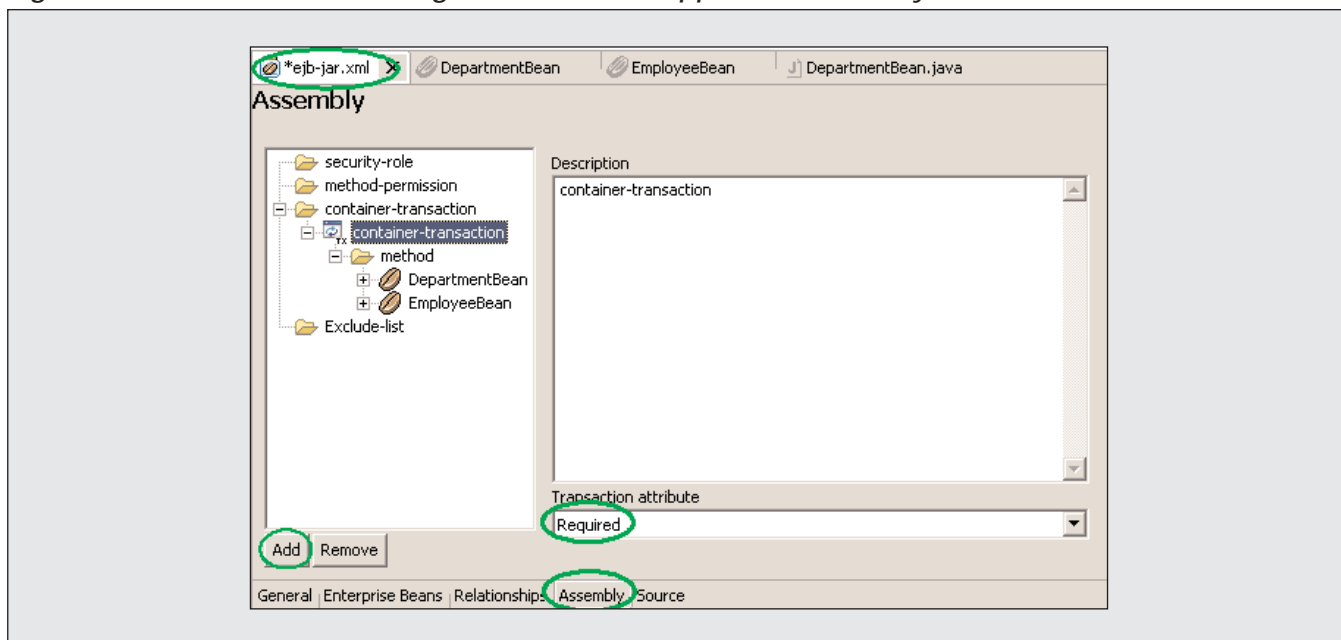 *ejb-jar.xml DepartmentBean EmployeeBean DepartmentBean.java
Assembly
security-role
method-permission
container-transaction
container-transaction
method
DepartmentBean
EmployeeBean
Exclude-list
Description
container-transaction
Transaction attribute
Required
Add Remove
General Enterprise Beans Relationships Assembly Source